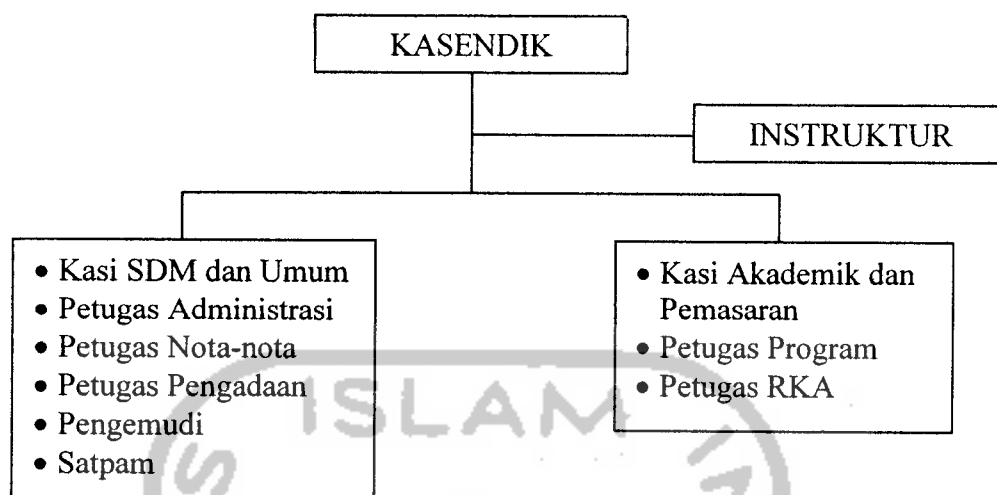 KASENDIK
INSTRUKTUR
• Kasi SDM dan Umum
• Petugas Administrasi
• Petugas Nota-nota
• Petugas Pengadaan
• Pengemudi
• Satpam
• Kasi Akademik dan
Pemasaran
• Petugas Program
• Petugas RKA
ISLAM